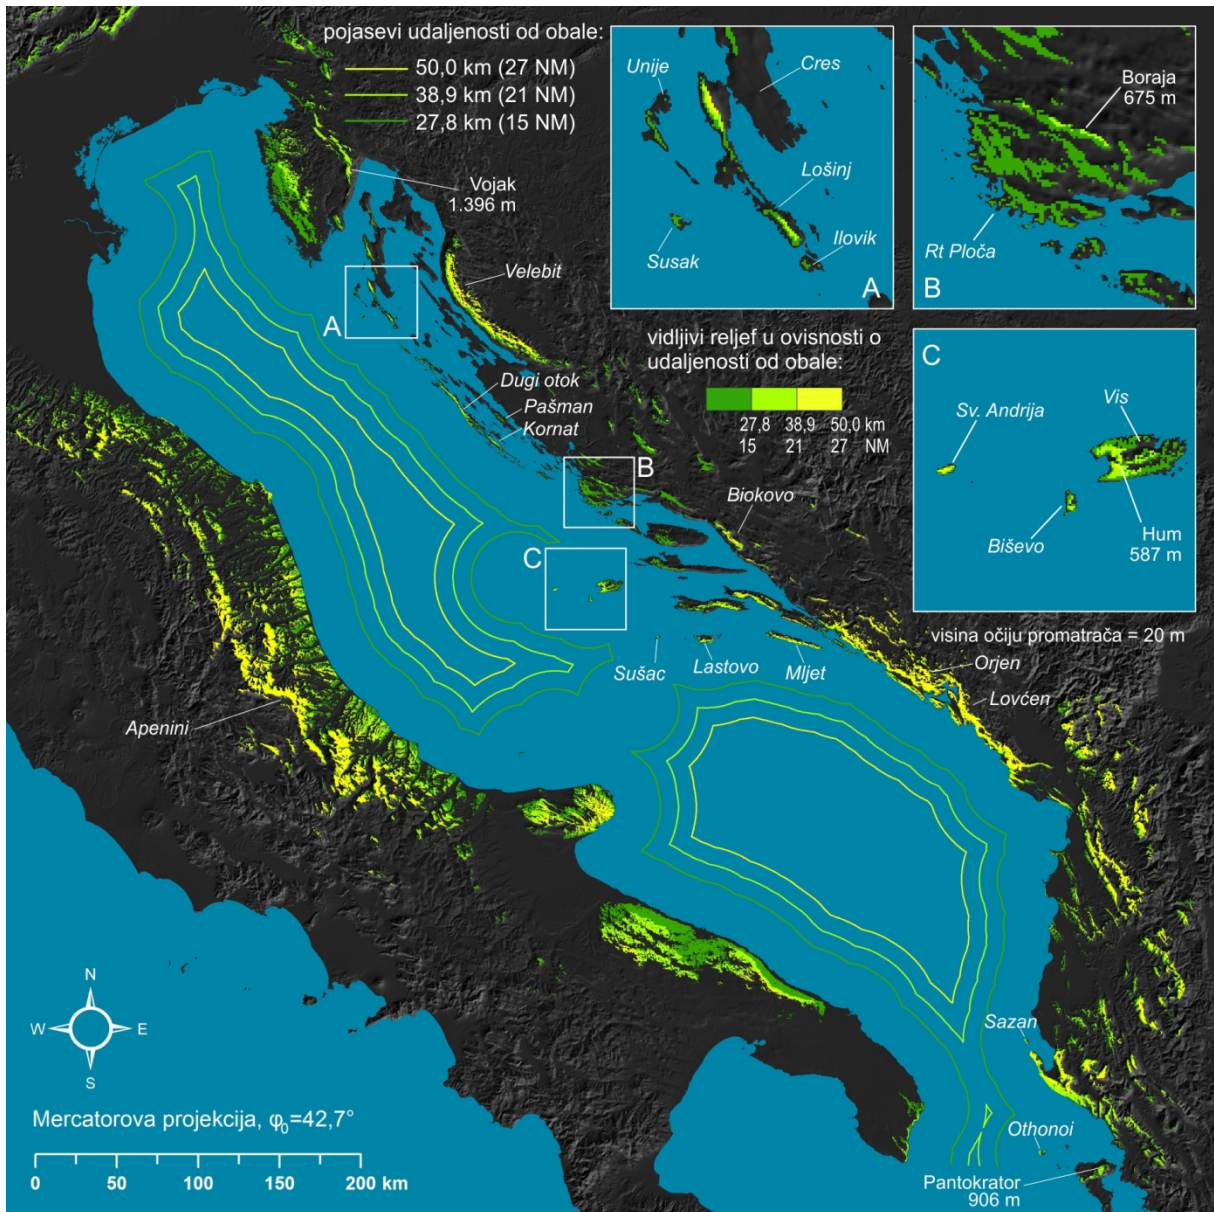 pojasevi udaljenosti od obale:
50,0 km (27 NM)
38,9 km (21 NM)
27,8 km (15 NM)
Vojak
1.396 m
Velebit
A
Dugi otok
Pašman
Kornat
B
Biokovo
C
Sušac
Lastovo
Mljet
Orjen
Lovćen
Apenini
Sazan
Othonoi
Pantokrator
906 m
Unije
Cres
Lošinj
Susak
Ilovik
A
Boraja
675 m
Rt Ploča
B
vidljivi reljef u ovisnosti o
udaljenosti od obale:
27,8 38,9 50,0 km
15 21 27 NM
C
Sv. Andrija
Vis
Biševo
Hum
587 m
visina očiju promatrača = 20 m
N
W E
S
Mercatorova projekcija, φ₀=42,7°
0 50 100 150 200 km